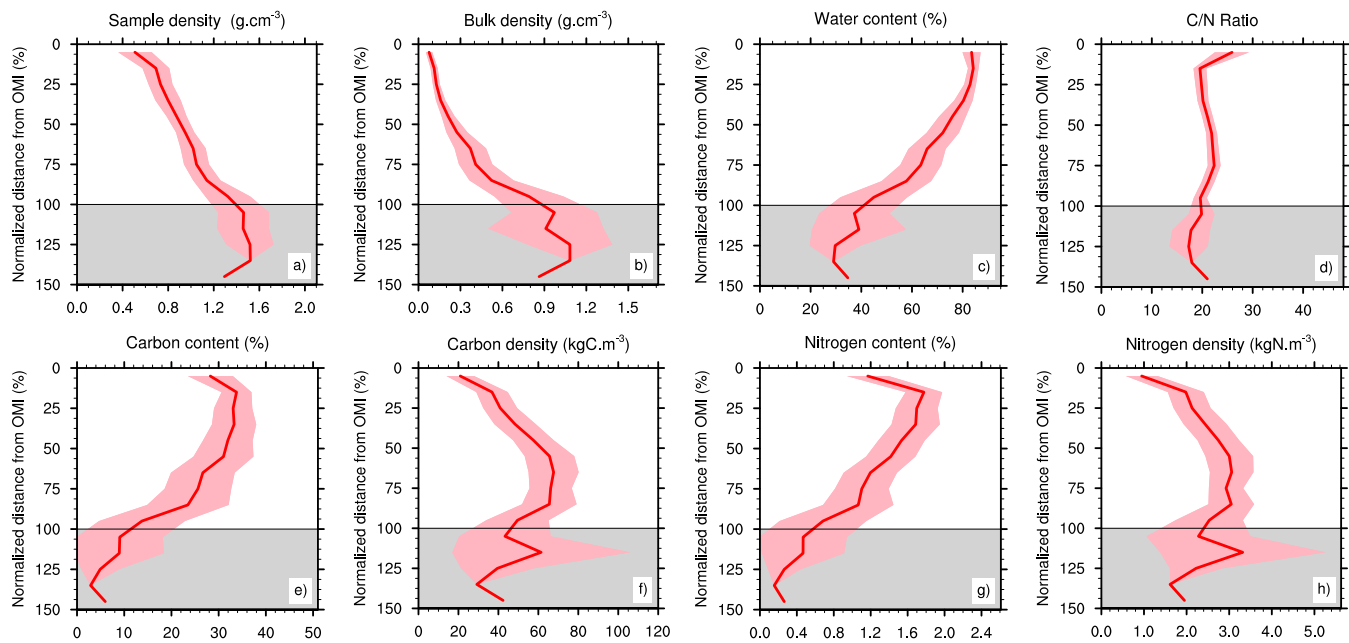 Sample density (g.cm⁻³)
Normalized distance from OMI (%)
0
25
50
75
100
125
150
0.0 0.4 0.8 1.2 1.6 2.0
a)
Bulk density (g.cm⁻³)
Normalized distance from OMI (%)
0
25
50
75
100
125
150
0.0 0.3 0.6 0.9 1.2 1.5
b)
Water content (%)
Normalized distance from OMI (%)
0
25
50
75
100
125
150
0 20 40 60 80
c)
C/N Ratio
Normalized distance from OMI (%)
0
25
50
75
100
125
150
0 10 20 30 40
d)
Carbon content (%)
Normalized distance from OMI (%)
0
25
50
75
100
125
150
0 10 20 30 40 50
e)
Carbon density (kgC.m⁻³)
Normalized distance from OMI (%)
0
25
50
75
100
125
150
0 20 40 60 80 100 120
f)
Nitrogen content (%)
Normalized distance from OMI (%)
0
25
50
75
100
125
150
0.0 0.4 0.8 1.2 1.6 2.0 2.4
g)
Nitrogen density (kgN.m⁻³)
Normalized distance from OMI (%)
0
25
50
75
100
125
150
0.0 1.0 2.0 3.0 4.0 5.0
h)